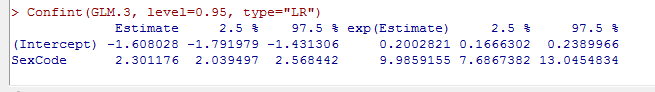 > Confint(GLM.3, level=0.95, type="LR")
Estimate 2.5 % 97.5 % exp(Estimate) 2.5 % 97.5 %
(Intercept) -1.608028 -1.791979 -1.431306 0.2002821 0.1666302 0.2389966
SexCode 2.301176 2.039497 2.568442 9.9859155 7.6867382 13.0454834